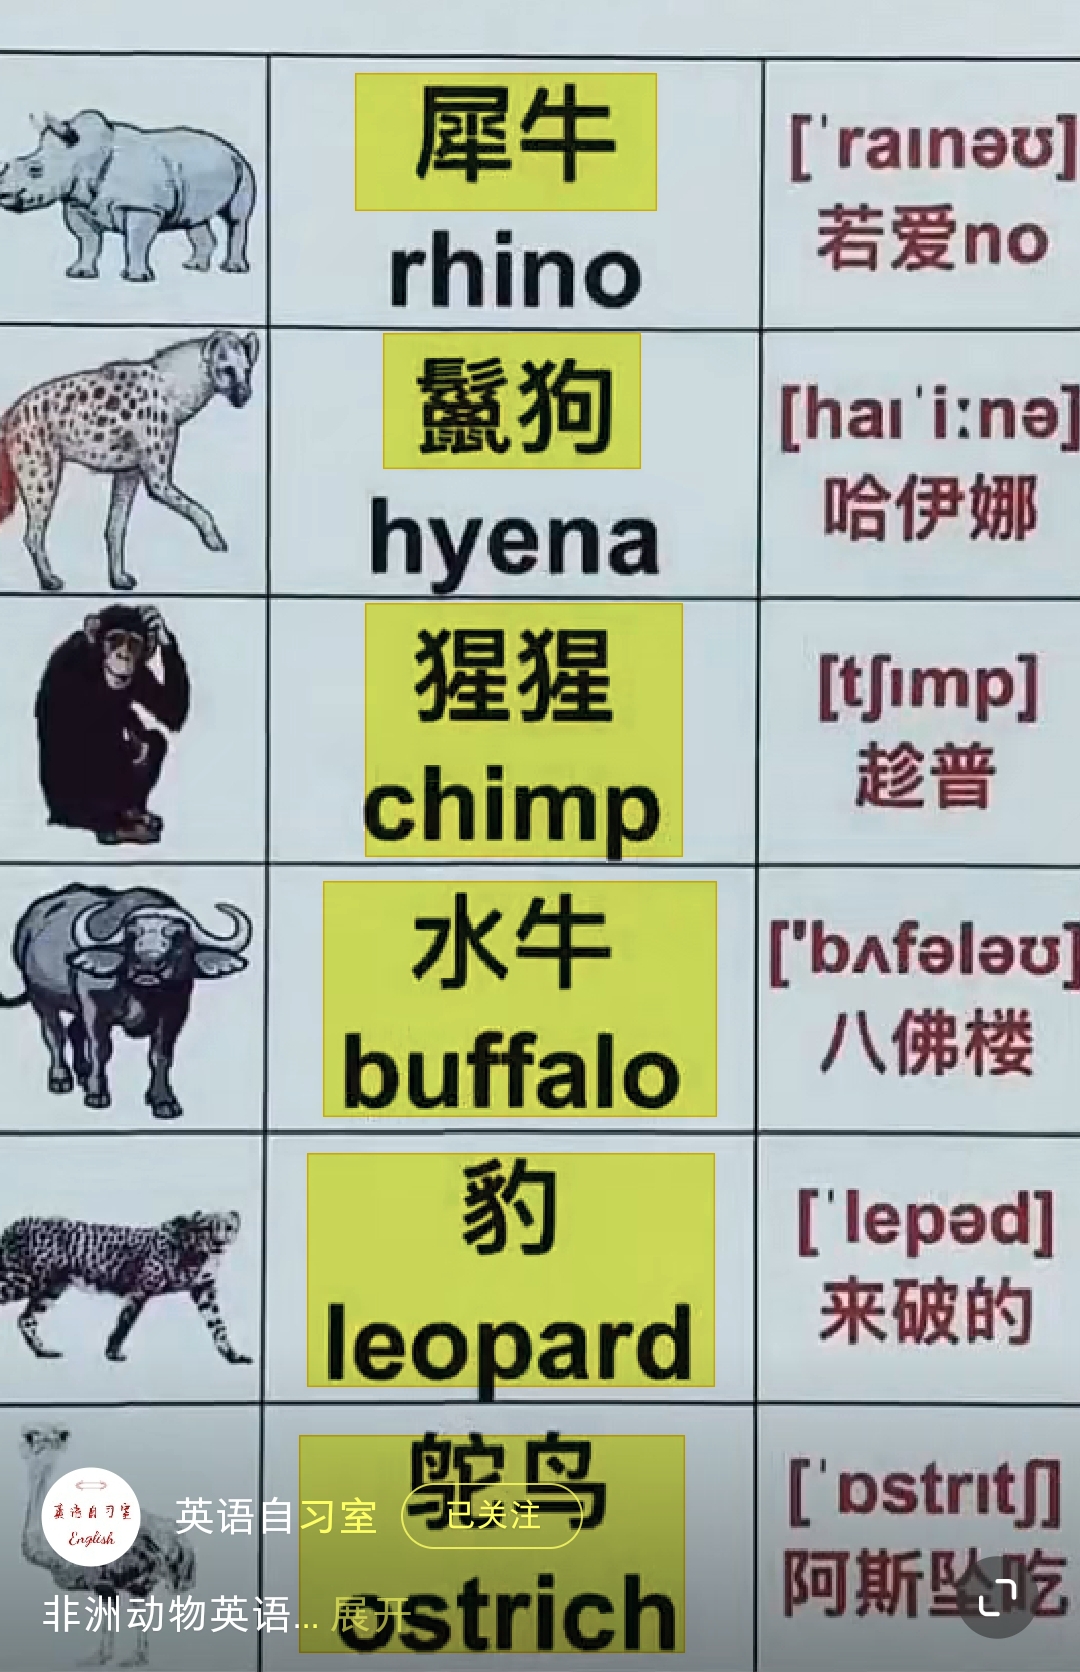 犀牛
rhino
[ˈraɪnəʊ]
若爱no
鬣狗
hyena
[haɪˈiːnə]
哈伊娜
猩猩
chimp
[tʃɪmp]
趁普
水牛
buffalo
['bʌfələʊ]
八佛楼
豹
leopard
[ˈlepəd]
来破的
鸵鸟
ostrich
[ˈɒstrɪtʃ]
阿斯坠吃
英语自习室
English
英语自习室 已关注
非洲动物英语... 展开